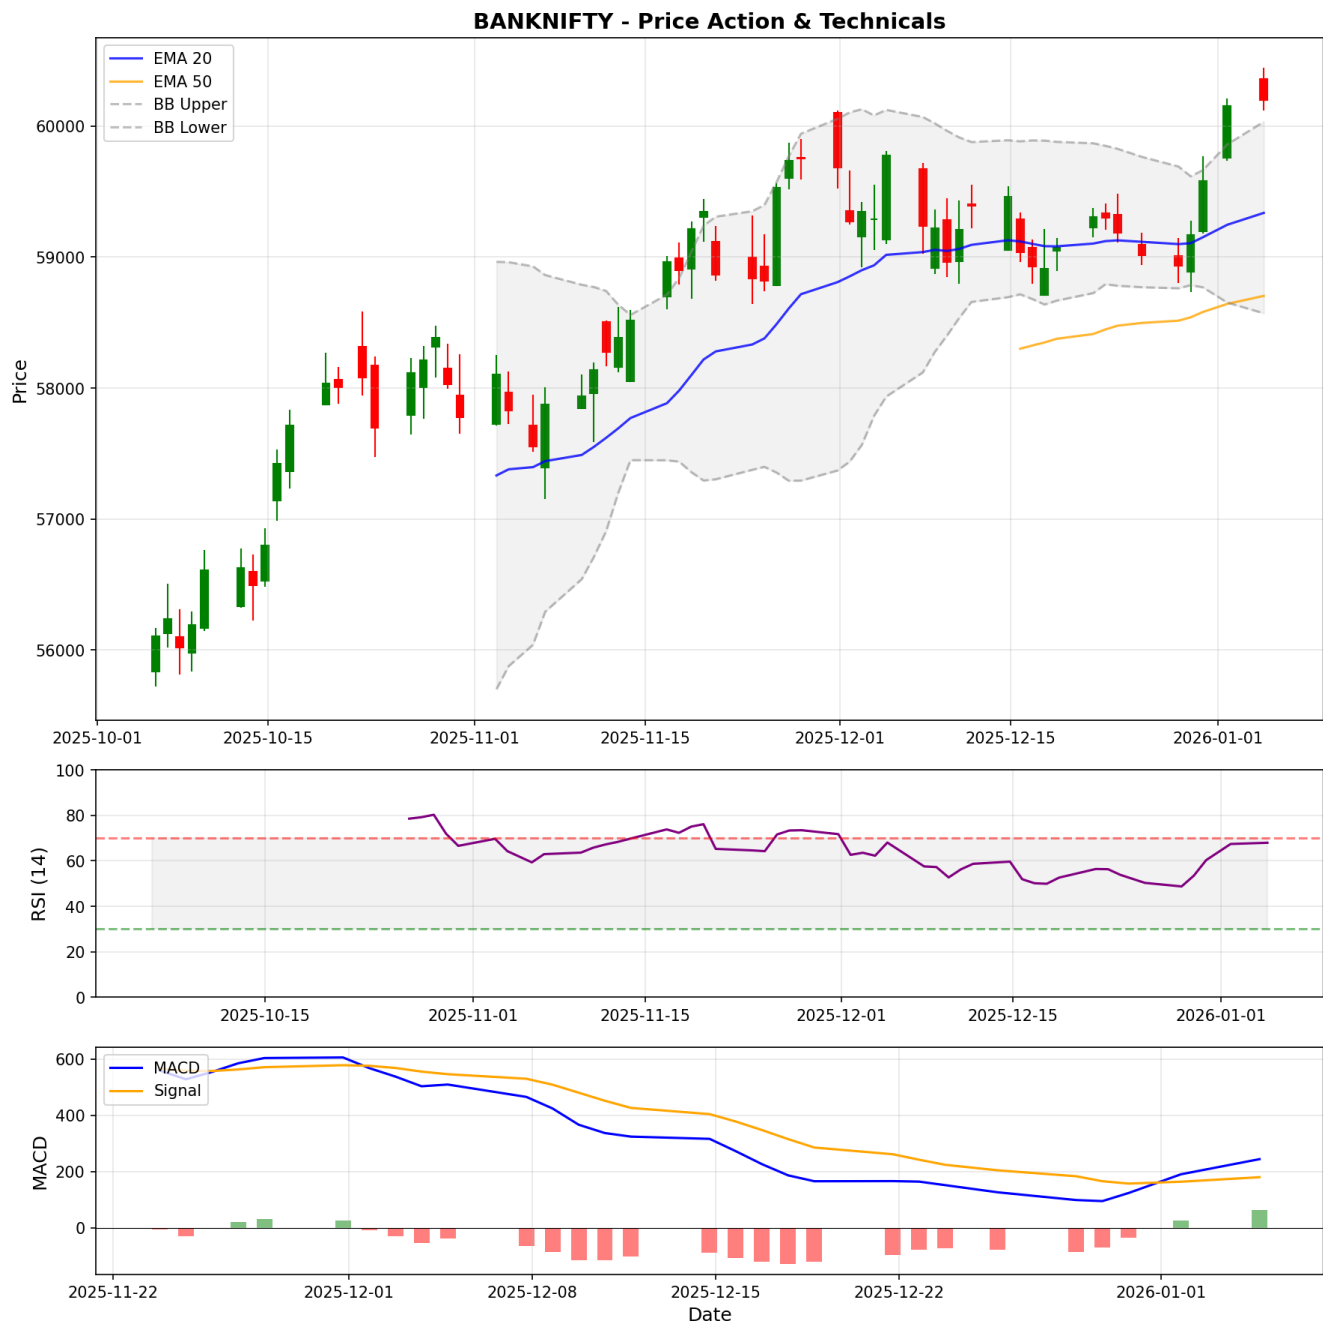 BANKNIFTY - Price Action & Technicals
EMA 20
EMA 50
BB Upper
BB Lower
Price
60000
59000
58000
57000
56000
2025-10-01 2025-10-15 2025-11-01 2025-11-15 2025-12-01 2025-12-15 2026-01-01
RSI (14)
100
80
60
40
20
0
2025-10-15 2025-11-01 2025-11-15 2025-12-01 2025-12-15 2026-01-01
MACD
Signal
MACD
600
400
200
0
2025-11-22 2025-12-01 2025-12-08 2025-12-15 2025-12-22 2026-01-01
Date